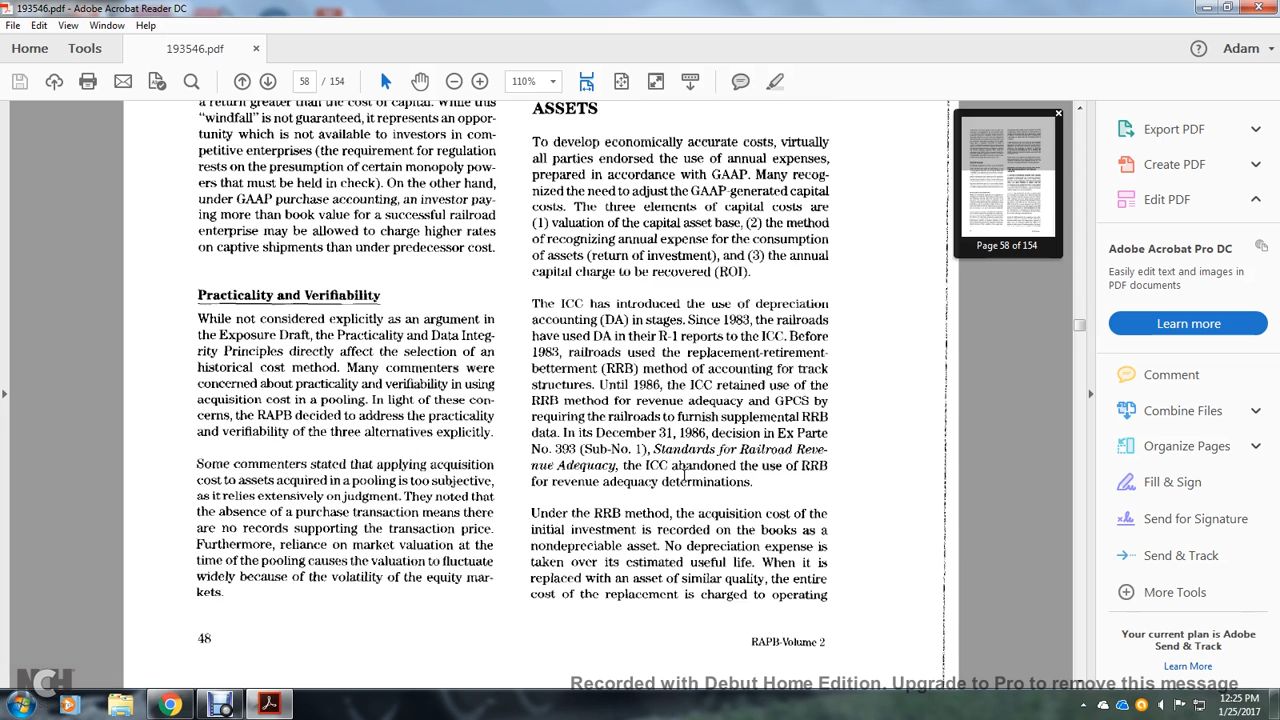 193546.pdf - Adobe Acrobat Reader DC
File Edit View Window Help
Home Tools 193546.pdf × Adam
58 / 154 110%
a return greater than the cost of capital. While this
"windfall" is not guaranteed, it represents an oppor-
tunity which is not available to investors in com-
petitive enterprises (the requirement for regulation
rests on the presumption of certain monopoly pow-
ers that must be held in check). On the other hand,
under GAAP purchase accounting, an investor pay-
ing more than book value for a successful railroad
enterprise may be allowed to charge higher rates
on captive shipments than under predecessor cost.
Practicality and Verifiability
While not considered explicitly as an argument in
the Exposure Draft, the Practicality and Data Integ-
rity Principles directly affect the selection of an
historical cost method. Many commenters were
concerned about practicality and verifiability in using
acquisition cost in a pooling. In light of these con-
cerns, the RAPB decided to address the practicality
and verifiability of the three alternatives explicitly.
Some commenters stated that applying acquisition
cost to assets acquired in a pooling is too subjective,
as it relies extensively on judgment. They noted that
the absence of a purchase transaction means there
are no records supporting the transaction price.
Furthermore, reliance on market valuation at the
time of the pooling causes the valuation to fluctuate
widely because of the volatility of the equity mar-
kets.
48
ASSETS
To develop economically accurate costs, virtually
all parties endorsed the use of annual expenses,
prepared in accordance with GAAP. Many recog-
nized the need to adjust the GAAP-generated capital
costs. The three elements of capital costs are
(1) valuation of the capital asset base, (2) the method
of recognizing annual expense for the consumption
of assets (return of investment), and (3) the annual
capital charge to be recovered (ROI).
The ICC has introduced the use of depreciation
accounting (DA) in stages. Since 1983, the railroads
have used DA in their R-1 reports to the ICC. Before
1983, railroads used the replacement-retirement-
betterment (RRB) method of accounting for track
structures. Until 1986, the ICC retained use of the
RRB method for revenue adequacy and GPCS by
requiring the railroads to furnish supplemental RRB
data. In its December 31, 1986, decision in Ex Parte
No. 393 (Sub-No. 1), Standards for Railroad Reve-
nue Adequacy, the ICC abandoned the use of RRB
for revenue adequacy determinations.
Under the RRB method, the acquisition cost of the
initial investment is recorded on the books as a
nondepreciable asset. No depreciation expense is
taken over its estimated useful life. When it is
replaced with an asset of similar quality, the entire
cost of the replacement is charged to operating
RAPB-Volume 2
Page 58 of 154
Export PDF
Create PDF
Edit PDF
Adobe Acrobat Pro DC
Easily edit text and images in
PDF documents
Learn more
Comment
Combine Files
Organize Pages
Fill & Sign
Send for Signature
Send & Track
More Tools
Your current plan is Adobe
Send & Track
Learn More
NCH
Recorded with Debut Home Edition. Upgrade to Pro to remove this message
12:25 PM
1/25/2017